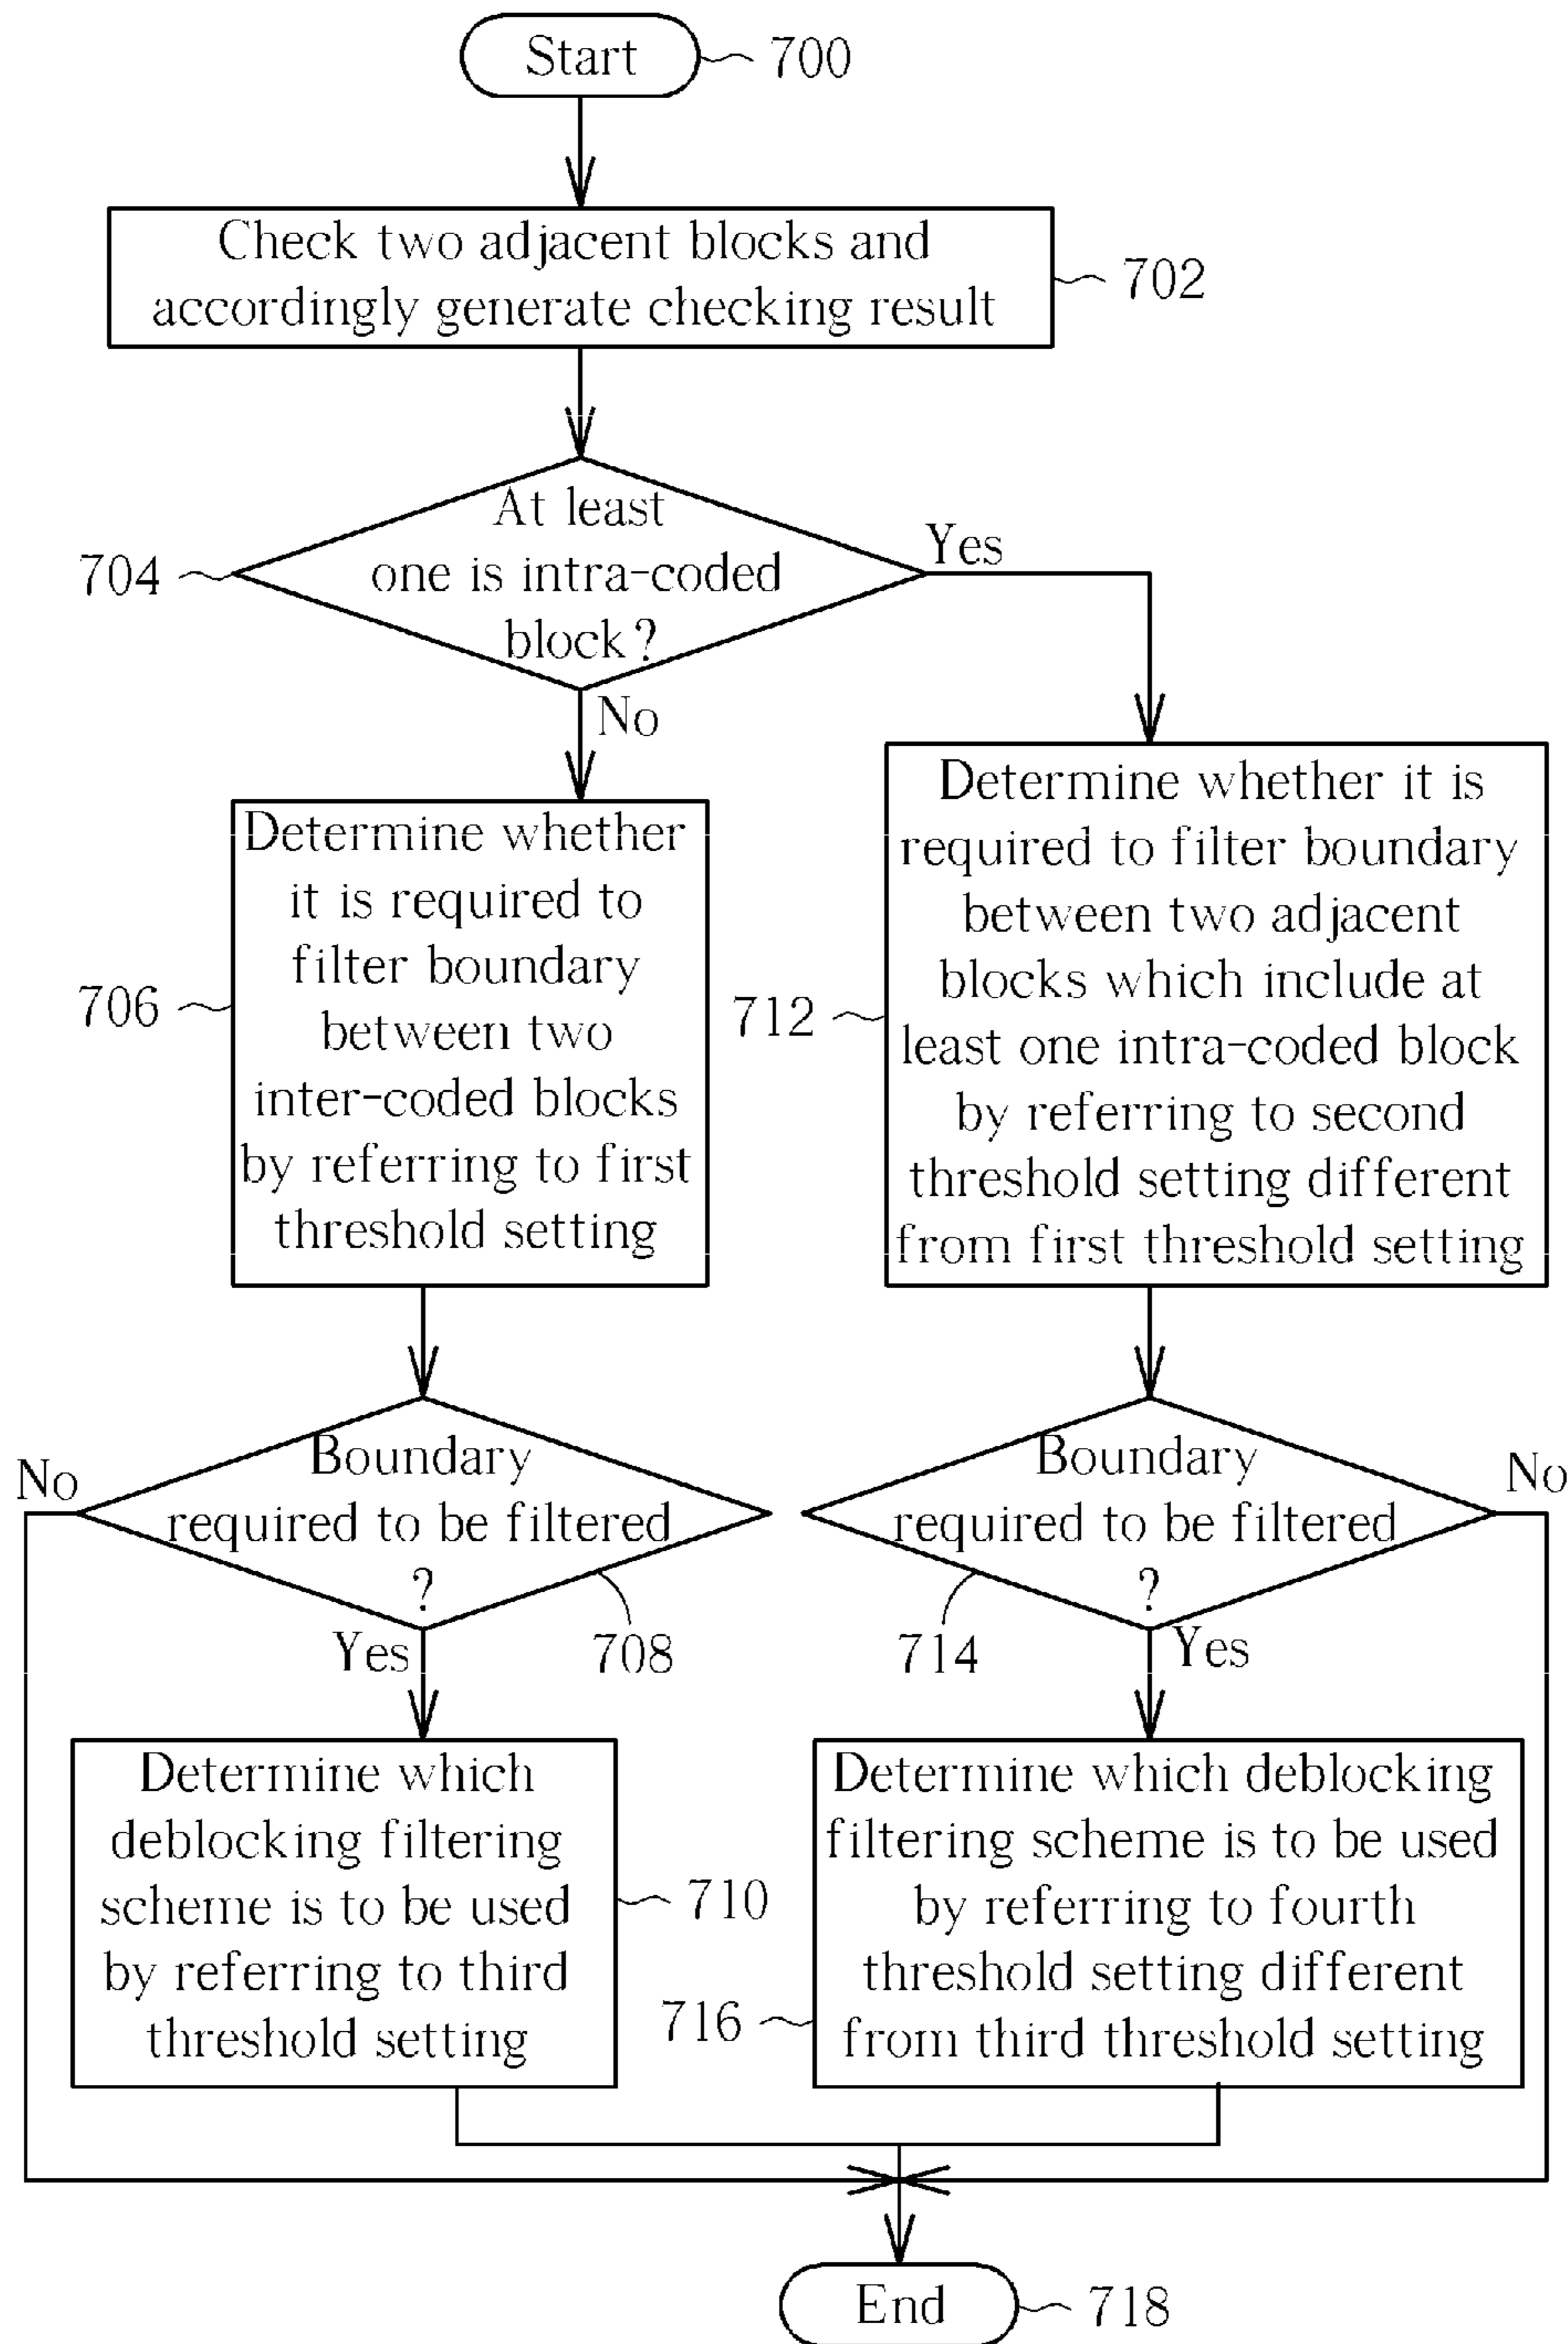 Start
700
Check two adjacent blocks and
accordingly generate checking result
702
At least
one is intra-coded
block?
704
Yes
No
Determine whether
it is required to
filter boundary
between two
inter-coded blocks
by referring to first
threshold setting
706
Determine whether it is
required to filter boundary
between two adjacent
blocks which include at
least one intra-coded block
by referring to second
threshold setting different
from first threshold setting
712
No
Boundary
required to be filtered
?
Yes
708
Boundary
required to be filtered
?
No
714
Yes
Determine which
deblocking filtering
scheme is to be used
by referring to third
threshold setting
710
Determine which deblocking
filtering scheme is to be used
by referring to fourth
threshold setting different
from third threshold setting
716
End
718